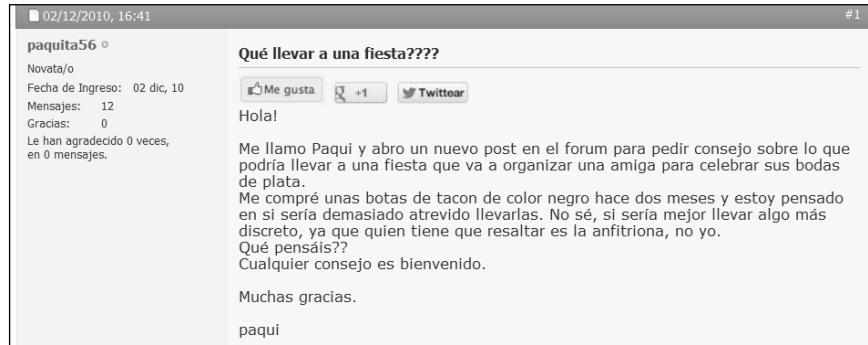 02/12/2010, 16:41
#1
paquita56
Novata/o
Fecha de Ingreso: 02 dic, 10
Mensajes: 12
Gracias: 0
Le han agradecido 0 veces,
en 0 mensajes.
Qué llevar a una fiesta????
Me gusta
+1
Twittear
Hola!
Me llamo Paqui y abro un nuevo post en el forum para pedir consejo sobre lo que
podría llevar a una fiesta que va a organizar una amiga para celebrar sus bodas
de plata.
Me compré unas botas de tacon de color negro hace dos meses y estoy pensado
en si sería demasiado atrevido llevarlas. No sé, si sería mejor llevar algo más
discreto, ya que quien tiene que resaltar es la anfitriona, no yo.
Qué pensáis??
Cualquier consejo es bienvenido.
Muchas gracias.
paqui